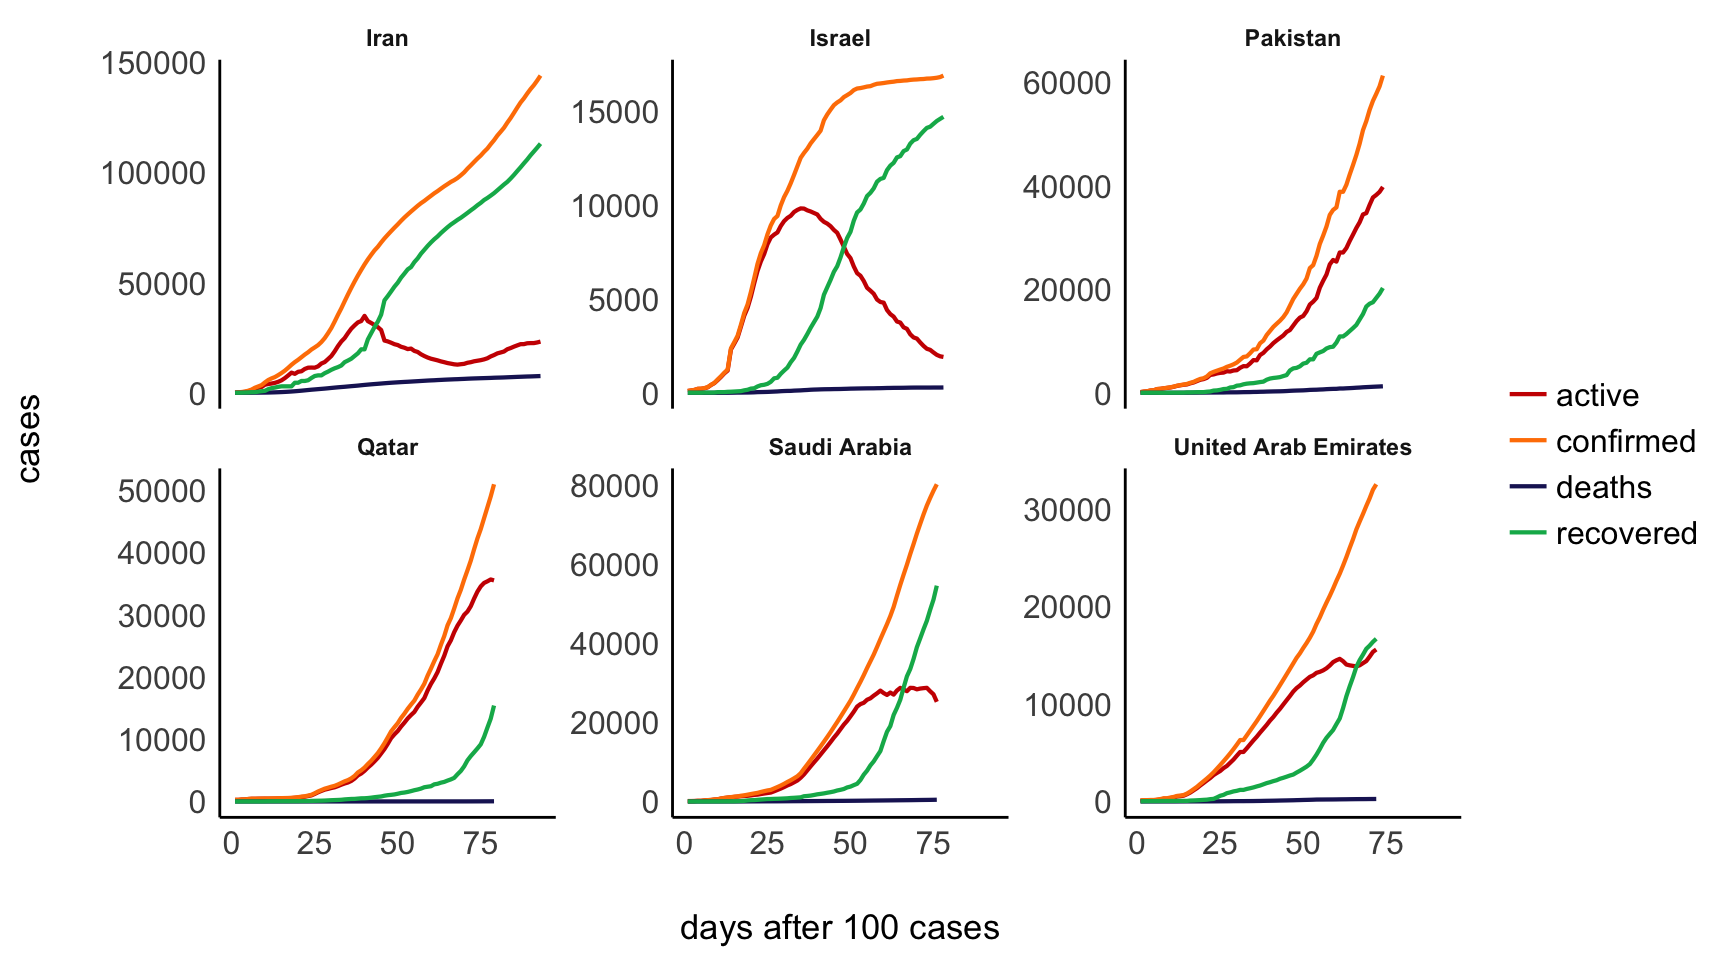 Iran
Israel
Pakistan
150000
100000
50000
0
15000
10000
5000
0
60000
40000
20000
0
Qatar
Saudi Arabia
United Arab Emirates
50000
40000
30000
20000
10000
0
80000
60000
40000
20000
0
30000
20000
10000
0
0 25 50 75
0 25 50 75
0 25 50 75
cases
days after 100 cases
active
confirmed
deaths
recovered